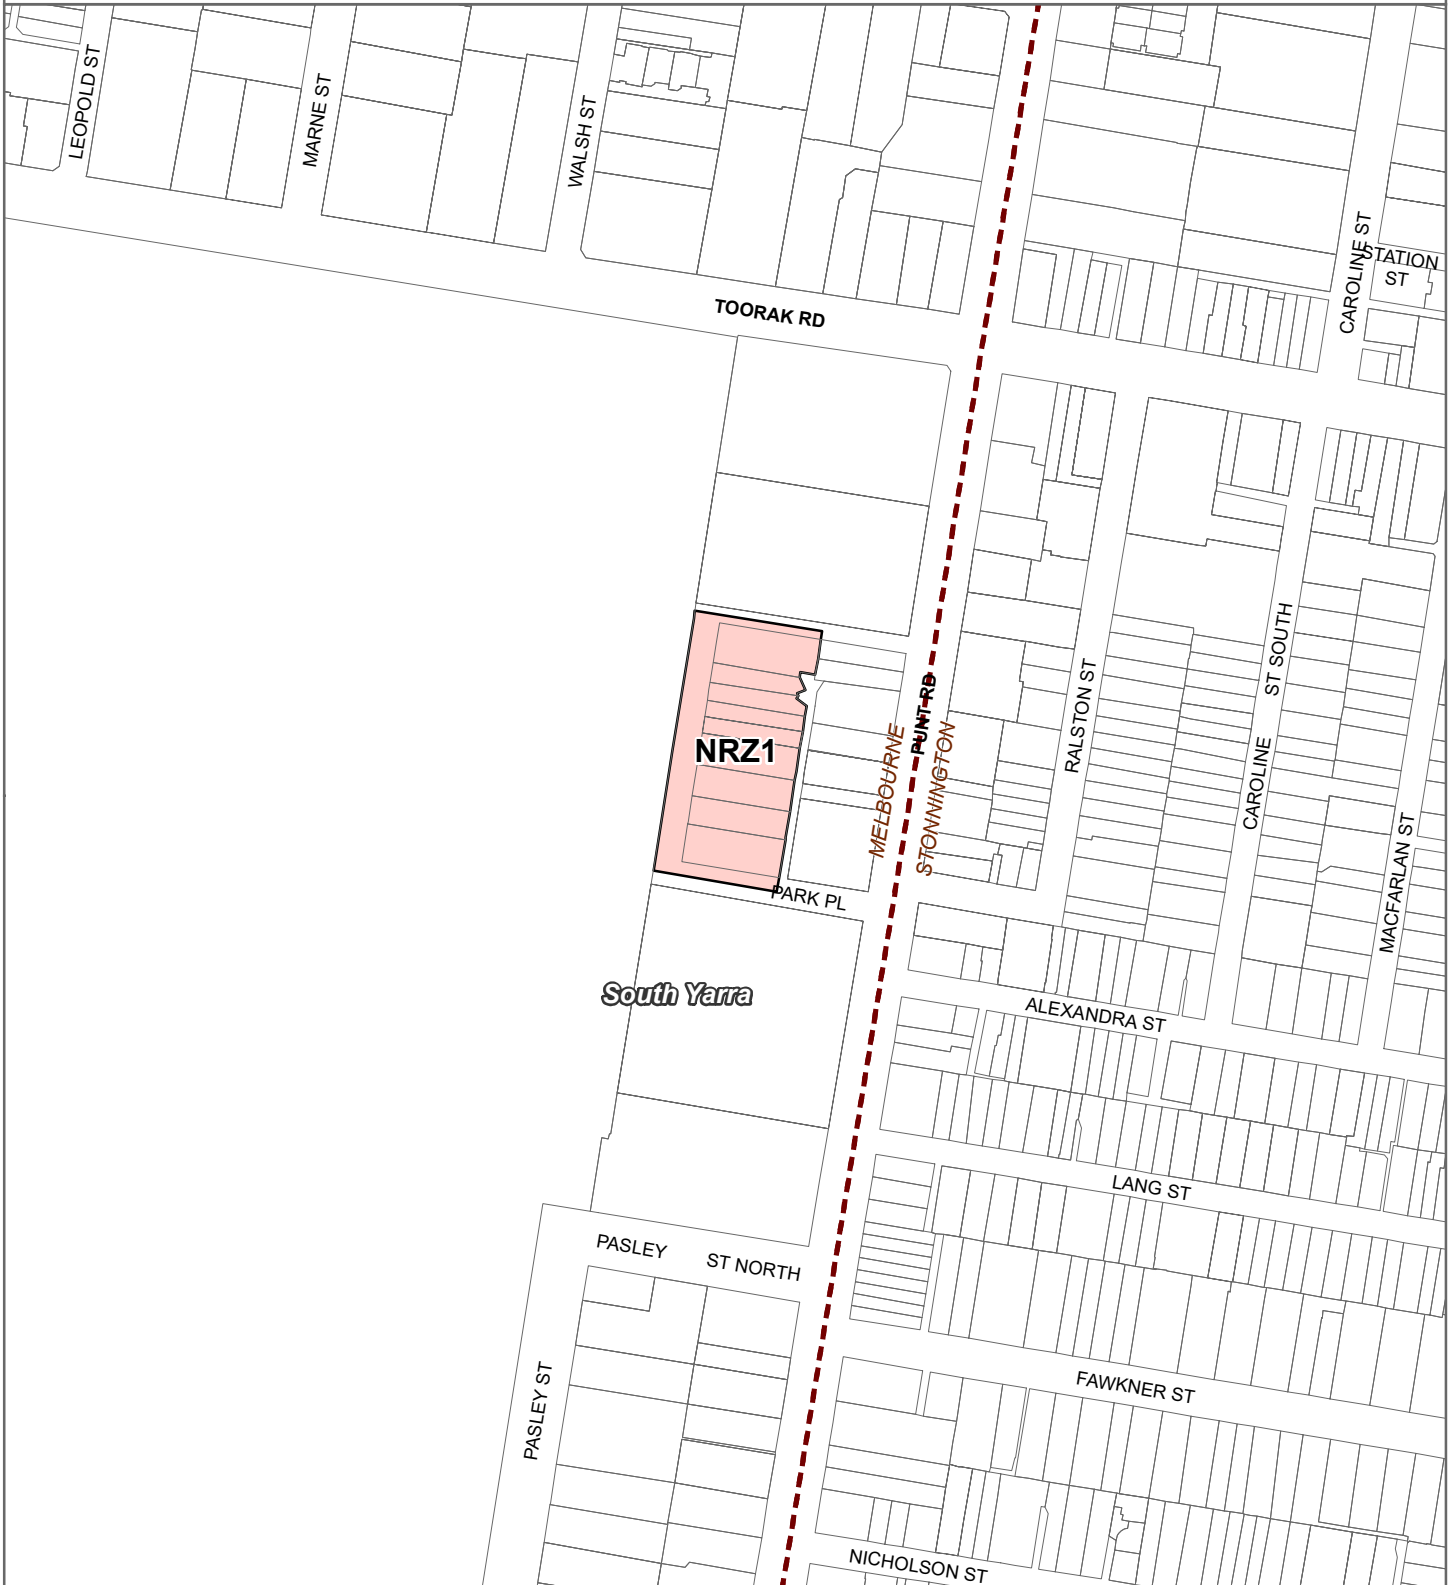 LEOPOLD ST
MARNE ST
WALSH ST
CAROLINE ST
STATION
ST
TOORAK RD
PUNT RD
CAROLINE ST SOUTH
RALSTON ST
NRZ1
MELBOURNE
STONNINGTON
MACFARLAN ST
PARK PL
South Yarra
ALEXANDRA ST
LANG ST
PASLEY ST NORTH
PASLEY ST
FAWKNER ST
NICHOLSON ST